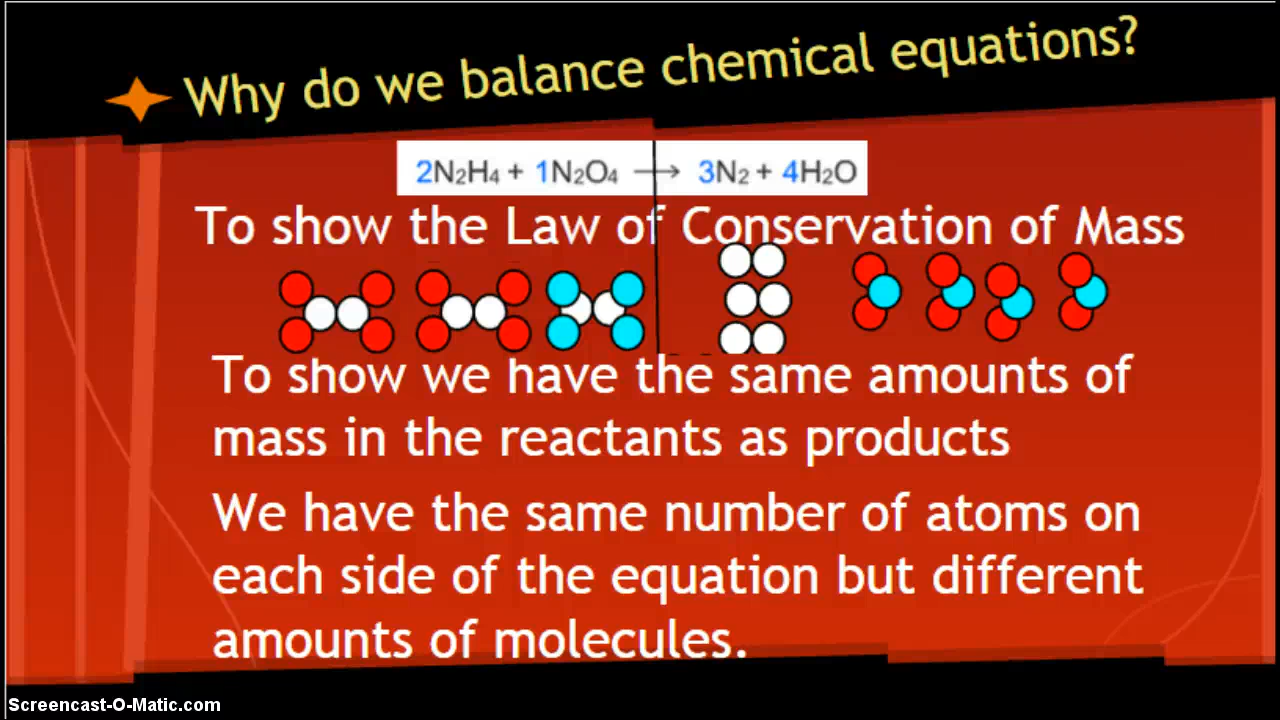 Why do we balance chemical equations?
2N₂H₄ + 1N₂O₄ → 3N₂ + 4H₂O
To show the Law of Conservation of Mass
To show we have the same amounts of
mass in the reactants as products
We have the same number of atoms on
each side of the equation but different
amounts of molecules.
Screencast-O-Matic.com